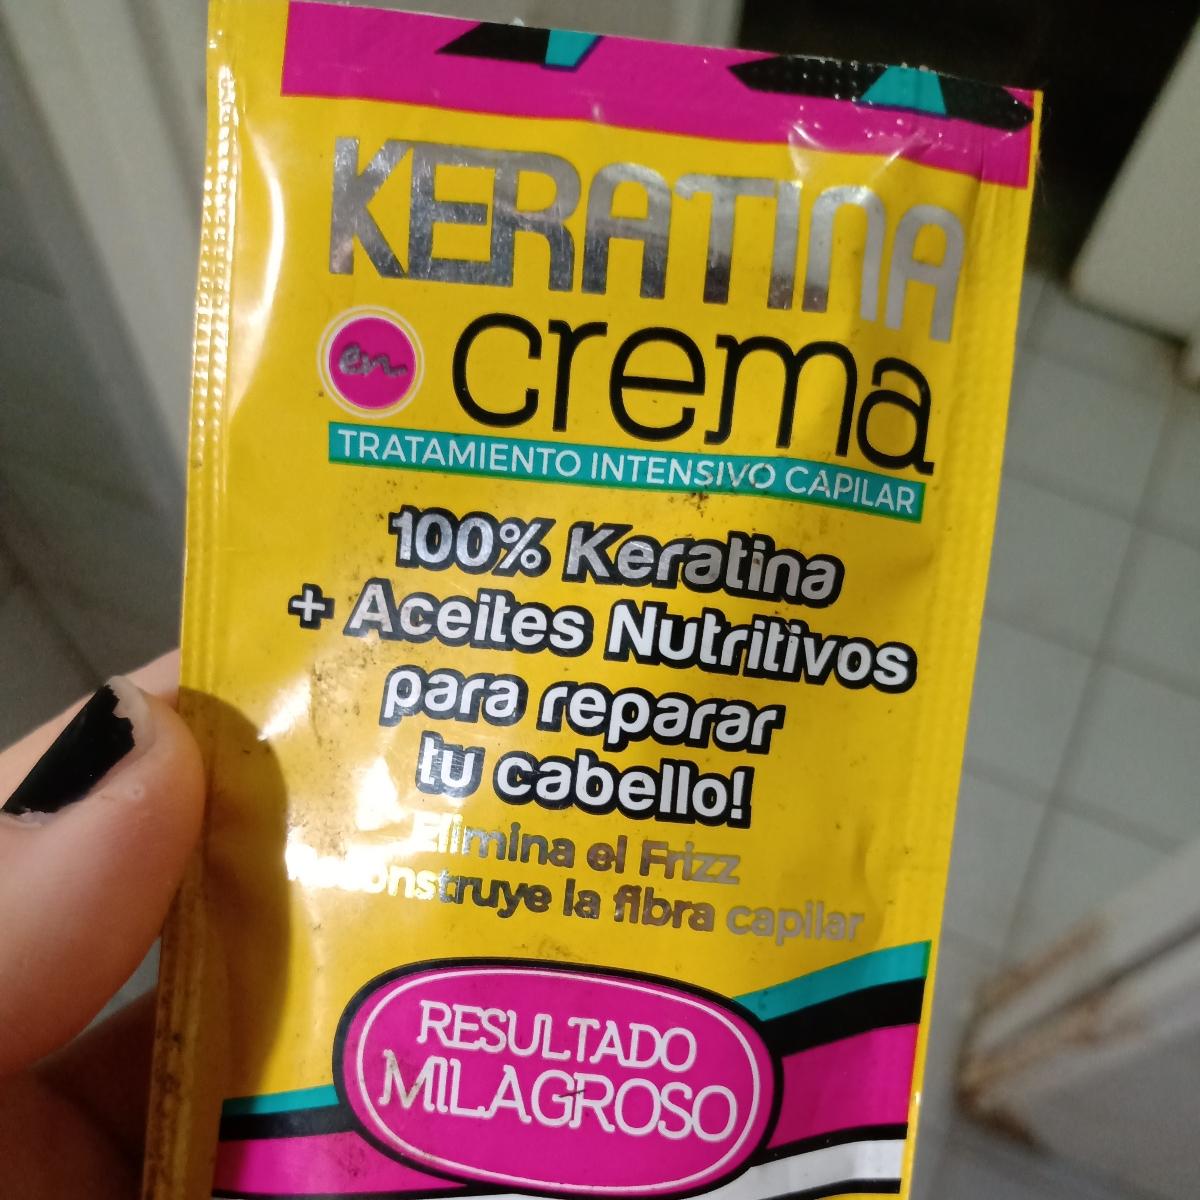 KERATINA
en crema
TRATAMIENTO INTENSIVO CAPILAR
100% Keratina
+ Aceites Nutritivos
para reparar
tu cabello!
Elimina el Frizz
Reconstruye la fibra capilar
RESULTADO
MILAGROSO